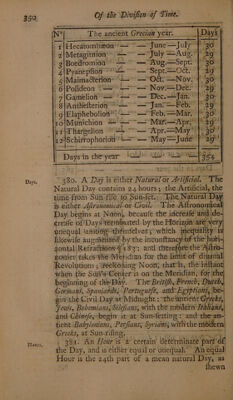 350 Of the Division of Time.
N° The ancient Grecian year. Days
1 Hecatombæon — — June—July 30
2 Metagitnion — — July—Aug. 29
3 Boedromion — — Aug.—Sept. 30
4 Pyanepsion — — Sept.—Oct. 29
5 Maimacterion — — Oct.—Nov. 30
6 Posideon — — Nov.—Dec. 29
7 Gamelion — — Dec.—Jan. 30
8 Anthesterion — — Jan.—Feb. 29
9 Elaphebolion — — Feb.—Mar. 30
10 Munichion — — Mar.—Apr. 29
11 Thargelion — — Apr.—May 30
12 Schirrophorion — — May—June 29
Days in the year — — 354
Days.
380. A Day is either Natural or Artificial. The
Natural Day contains 24 hours; the Artificial, the
time from Sun-rise to Sun-set. The Natural Day
is either Astronomical or Civil. The Astronomical
Day begins at Noon, because the increase and de-
crease of Days terminated by the Horizon are very
unequal among themselves; which inequality is
likewise augmented by the inconstancy of the hori-
zontal Refractions § 183; and therefore the Astro-
nomer takes the Meridian for the limit of diurnal
Revolutions; reckoning Noon, that is, the instant
when the Sun's Center is on the Meridian, for the
beginning of the Day. The British, French, Dutch,
Germans, Spaniards, Portuguese, and Egyptians, be-
gin the Civil Day at Midnight: the ancient Greeks,
Jews, Bohemians, Silesians, with the modern Italians,
and Chinese, begin it at Sun-setting: and the an-
cient Babylonians, Persians, Syrians, with the modern
Greeks, at Sun-rising.
Hours.
381. An Hour is a certain determinate part of
the Day, and is either equal or unequal. An equal
Hour is the 24th part of a mean natural Day, as
shewn